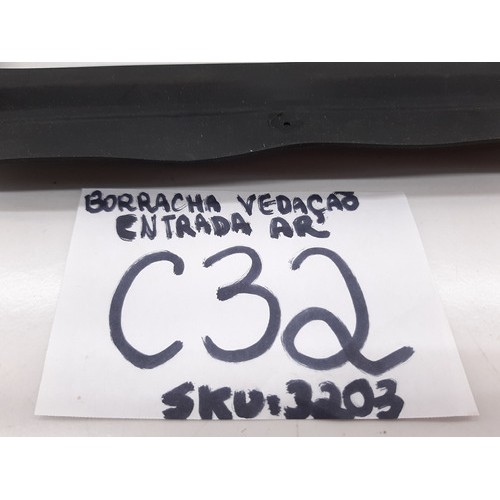 BORRACHA VEDAÇÃO
ENTRADA AR
C32
SKU:3203